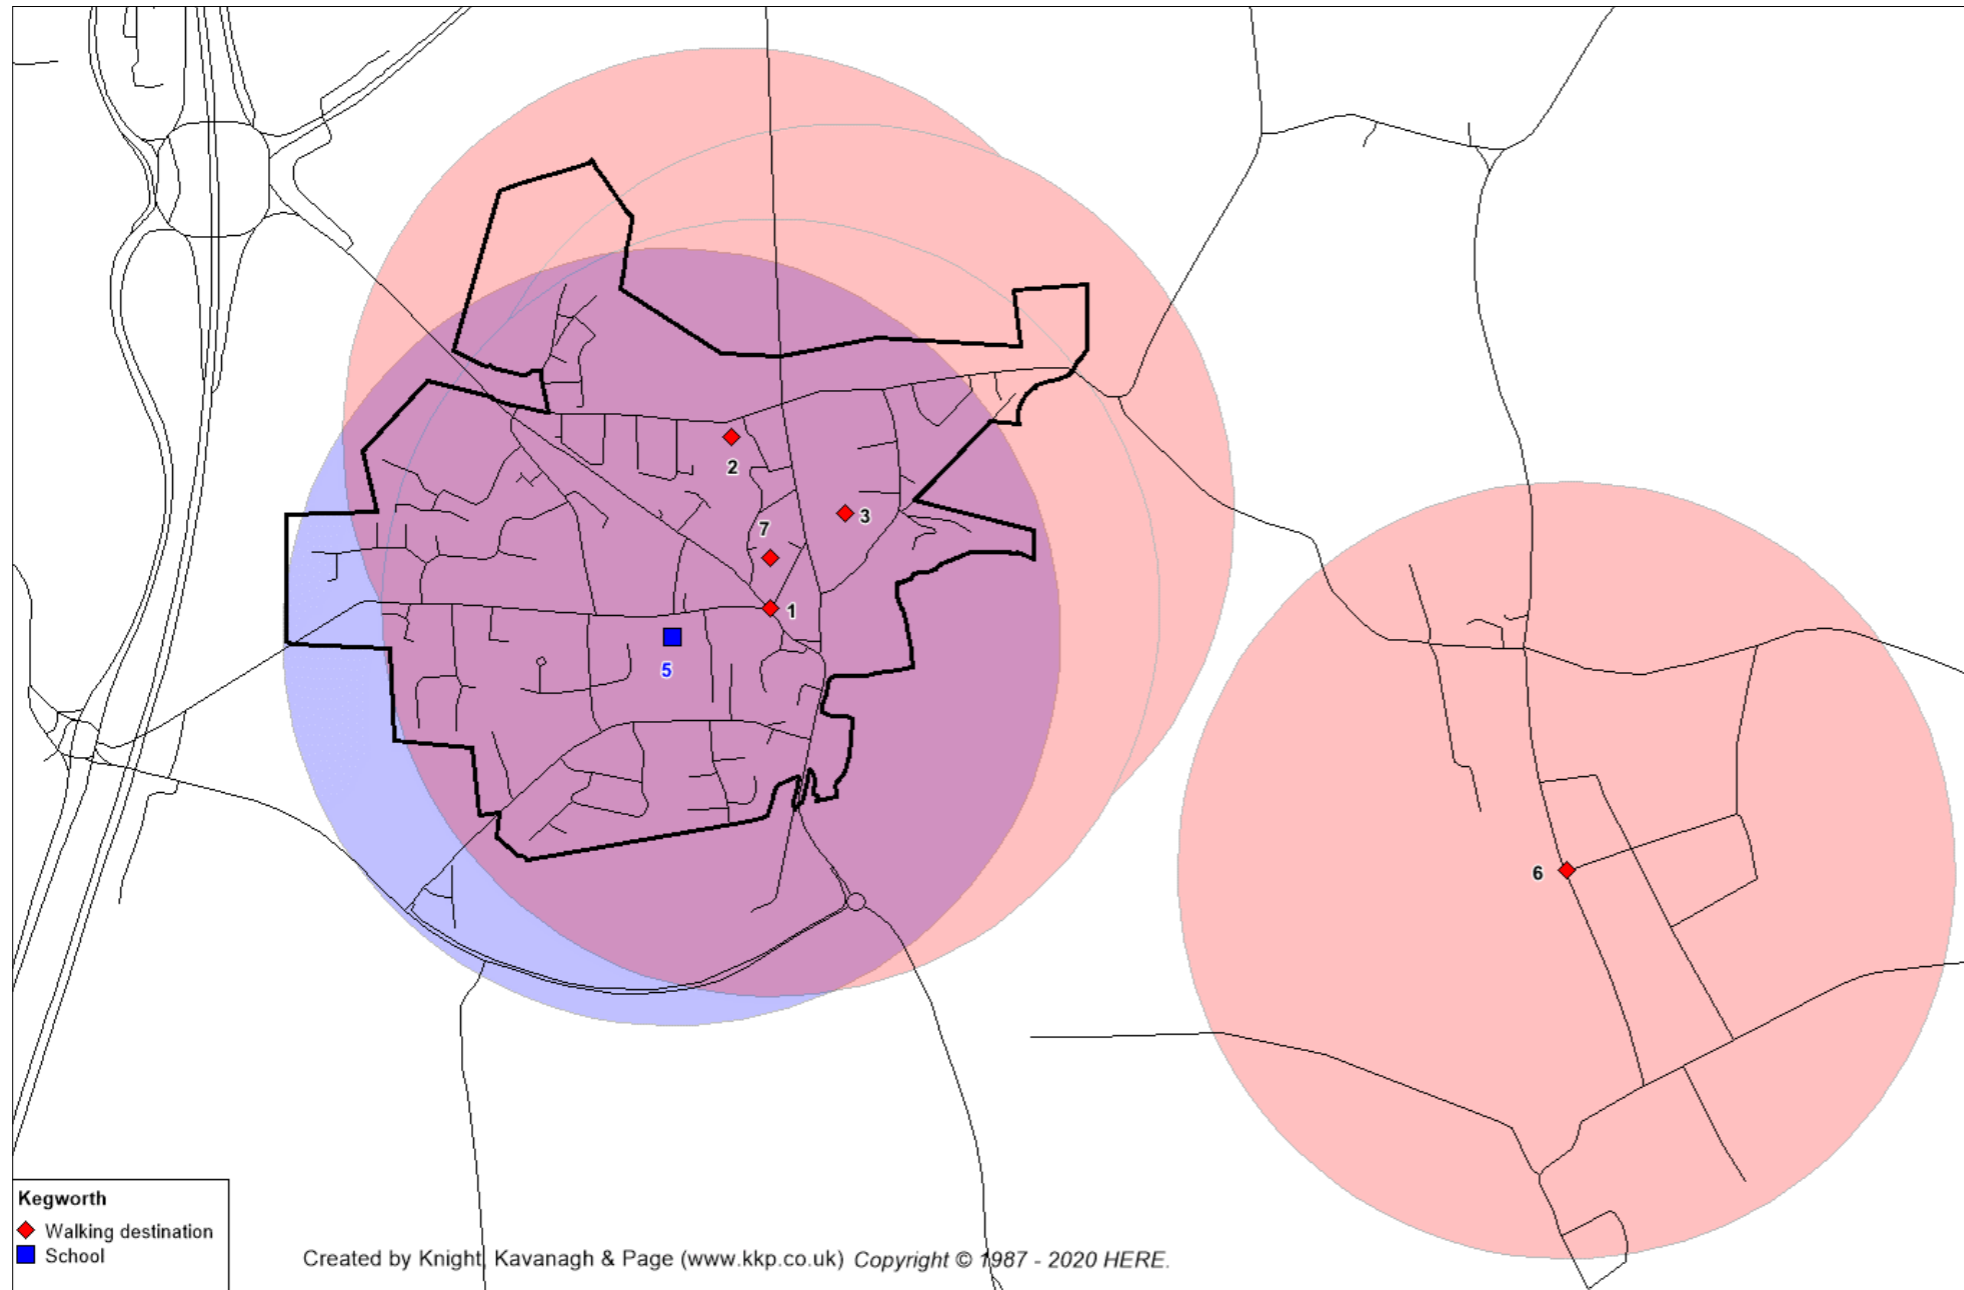 2
3
7
1
5
6
Kegworth
Walking destination
School
Created by Knight, Kavanagh & Page (www.kkp.co.uk) Copyright © 1987 - 2020 HERE.